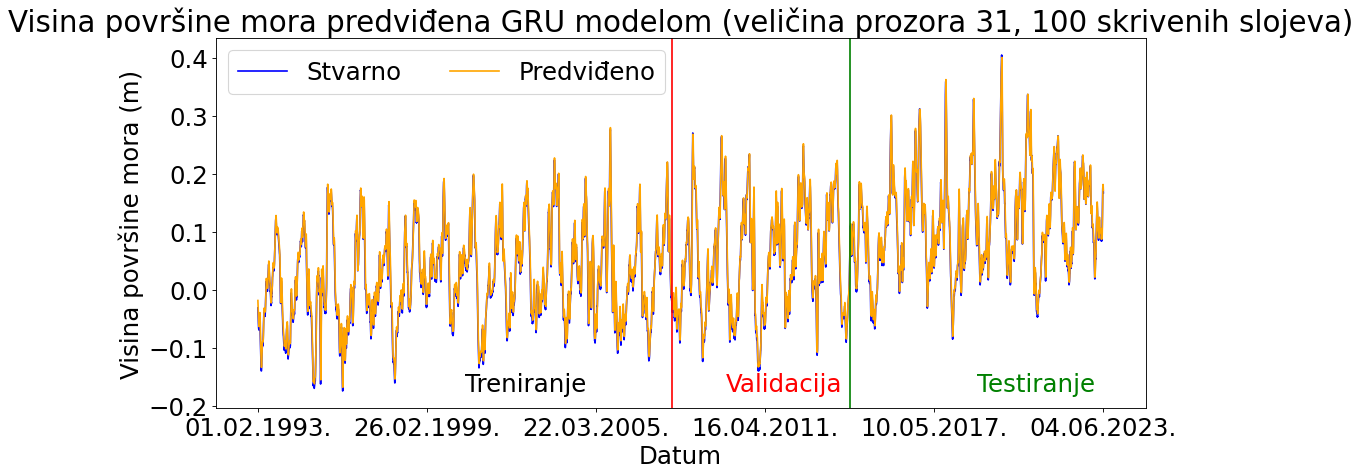 Visina površine mora predviđena GRU modelom (veličina prozora 31, 100 skrivenih slojeva)
Stvarno Predviđeno
Visina površine mora (m)
0.4
0.3
0.2
0.1
0.0
−0.1
−0.2
Treniranje Validacija Testiranje
01.02.1993. 26.02.1999. 22.03.2005. 16.04.2011. 10.05.2017. 04.06.2023.
Datum